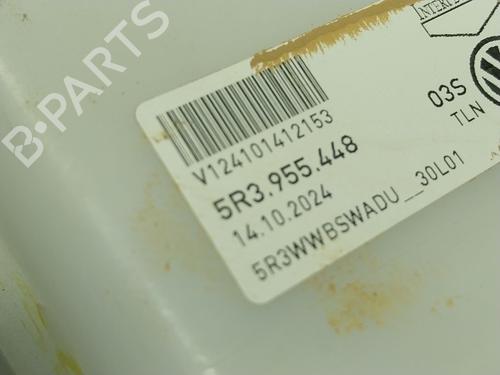 B-PARTS
V124101412153
5R3.955.448
14.10.2024
5R3WWBSWADU__30L01
03S
TLN